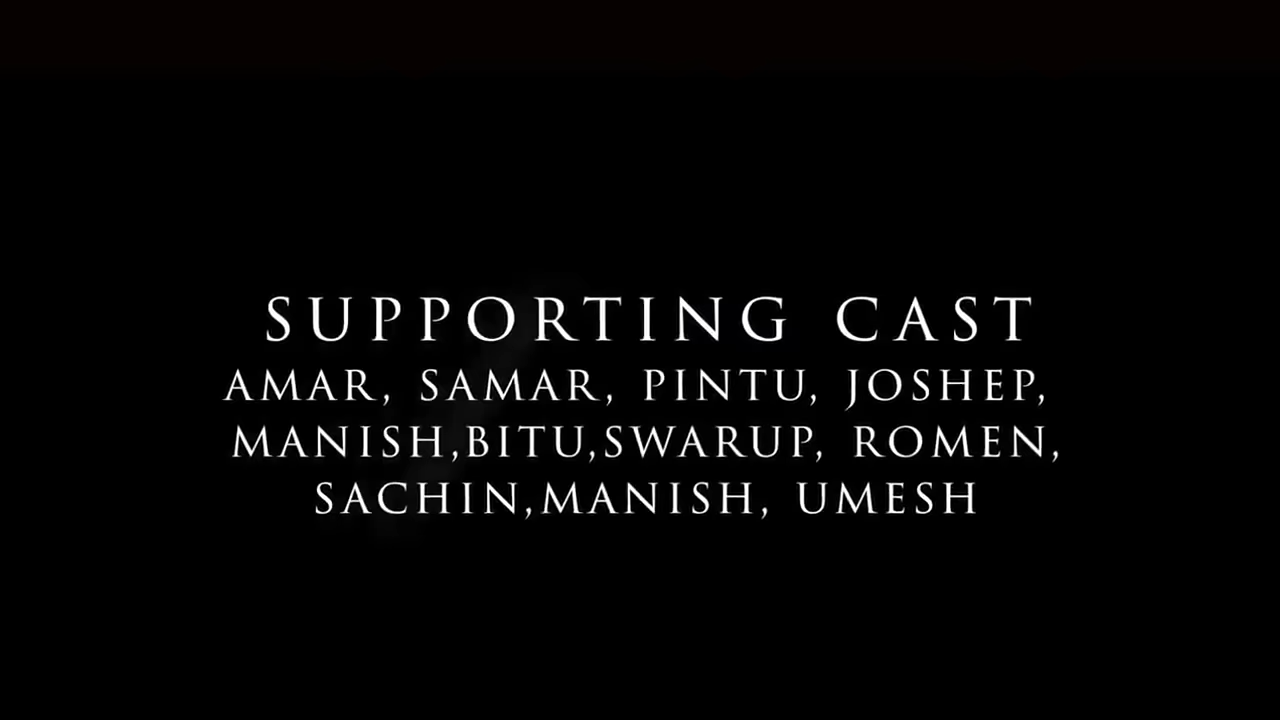 SUPPORTING CAST
AMAR, SAMAR, PINTU, JOSHEP,
MANISH,BITU,SWARUP, ROMEN,
SACHIN,MANISH, UMESH